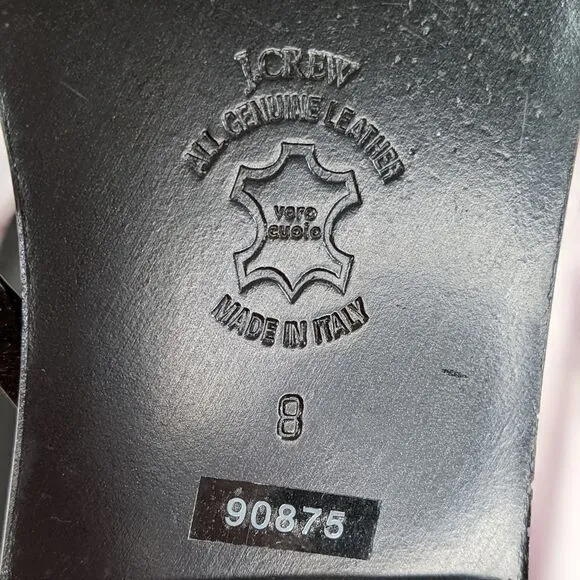 J.CREW
ALL GENUINE LEATHER
vero
cuoio
MADE IN ITALY
8
90875